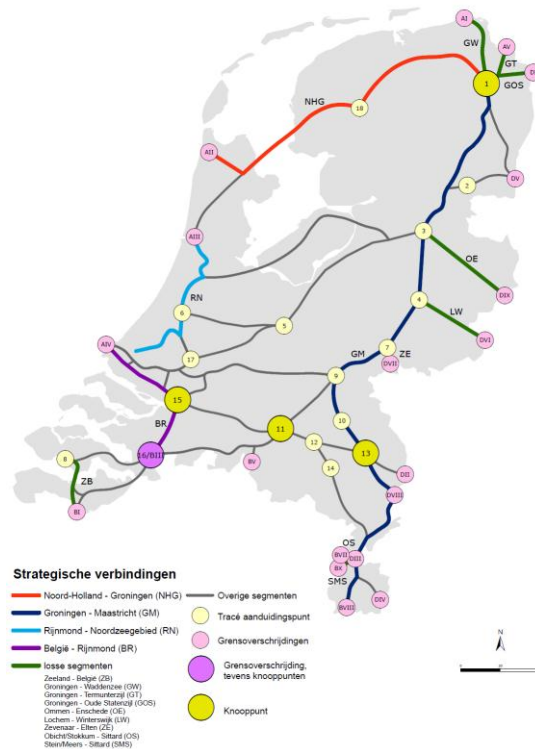 AI
GW
AV
GT
1
GOS
NHG
18
AII
DV
2
AIII
3
OE
RN
6
4
DIX
5
LW
AIV
17
GM
7
ZE
DVI
DVII
9
15
BR
10
11
16/BIII
12
13
8
BV
14
DII
ZB
DVIII
BI
OS
BVII
DIII
BX
SMS
DIV
BVIII
Strategische verbindingen
Noord-Holland - Groningen (NHG)
Overige segmenten
Groningen - Maastricht (GM)
Tracé aanduidingspunt
Rijnmond - Noordzeegebied (RN)
Grensoverschrijdingen
België - Rijnmond (BR)
losse segmenten
Grensoverschrijding,
tevens knooppunten
Zeeland - België (ZB)
Groningen - Waddenzee (GW)
Groningen - Termunterzijl (GT)
Groningen - Oude Statenzijl (GOS)
Ommen - Enschede (OE)
Lochem - Winterswijk (LW)
Zevenaar - Elten (ZE)
Obicht/Stokkum - Sittard (OS)
Stein/Meers - Sittard (SMS)
Knooppunt
N